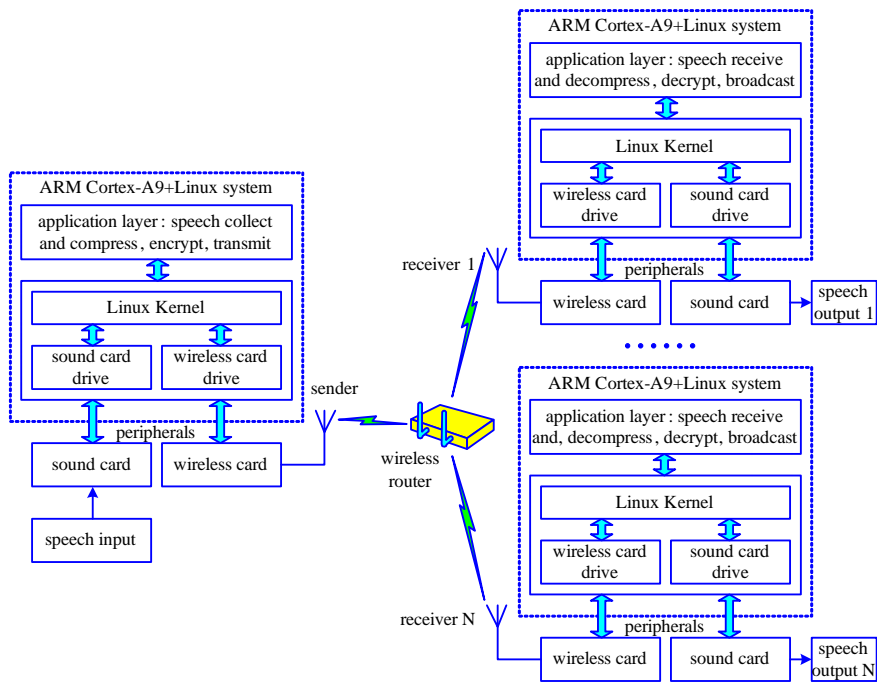 ARM Cortex-A9+Linux system
application layer: speech collect
and compress, encrypt, transmit
Linux Kernel
sound card
drive
wireless card
drive
peripherals
sound card
wireless card
speech input
sender
wireless
router
receiver 1
ARM Cortex-A9+Linux system
application layer: speech receive
and decompress, decrypt, broadcast
Linux Kernel
wireless card
drive
sound card
drive
peripherals
wireless card
sound card
speech
output 1
......
receiver N
ARM Cortex-A9+Linux system
application layer: speech receive
and, decompress, decrypt, broadcast
Linux Kernel
wireless card
drive
sound card
drive
peripherals
wireless card
sound card
speech
output N